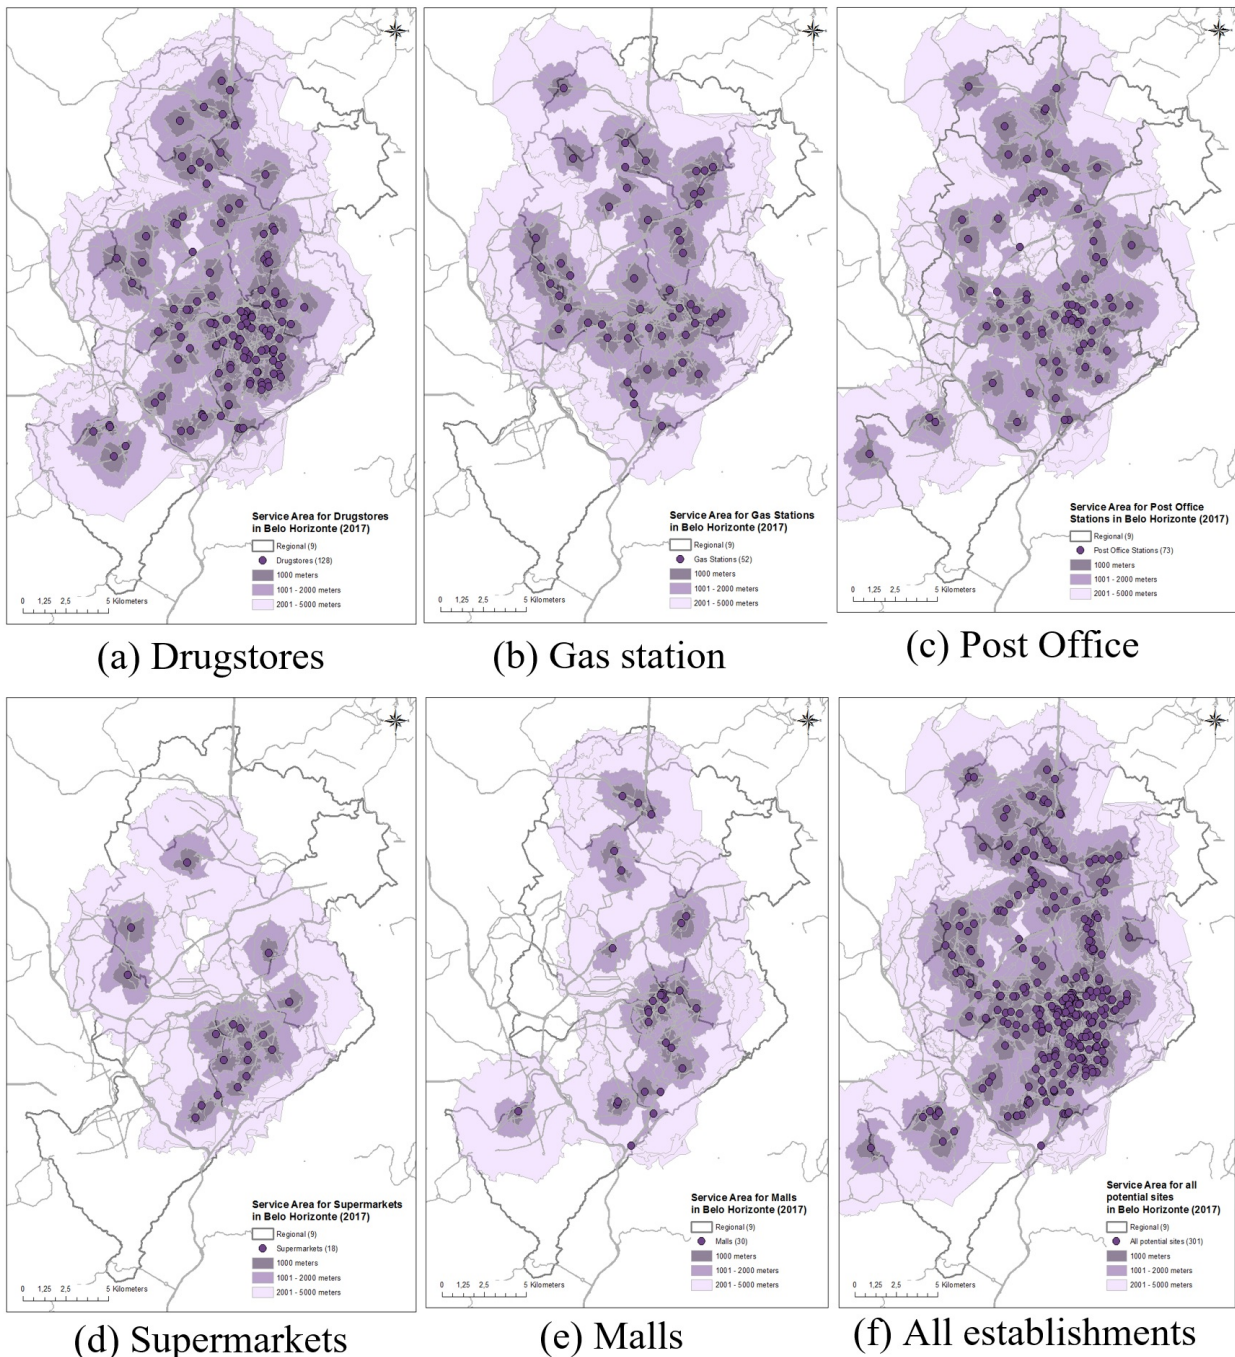 Service Area for Drugstores
in Belo Horizonte (2017)
Regional (9)
Drugstores (128)
1000 meters
1001 - 2000 meters
2001 - 5000 meters
0 1,25 2,5 5 Kilometers
(a) Drugstores
Service Area for Gas Stations
in Belo Horizonte (2017)
Regional (9)
Gas Stations (52)
1000 meters
1001 - 2000 meters
2001 - 5000 meters
0 1,25 2,5 5 Kilometers
(b) Gas station
Service Area for Post Office
Stations in Belo Horizonte (2017)
Regional (9)
Post Office Stations (73)
1000 meters
1001 - 2000 meters
2001 - 5000 meters
0 1,25 2,5 5 Kilometers
(c) Post Office
Service Area for Supermarkets
in Belo Horizonte (2017)
Regional (9)
Supermarkets (18)
1000 meters
1001 - 2000 meters
2001 - 5000 meters
0 1,25 2,5 5 Kilometers
(d) Supermarkets
Service Area for Malls
in Belo Horizonte (2017)
Regional (9)
Malls (30)
1000 meters
1001 - 2000 meters
2001 - 5000 meters
0 1,25 2,5 5 Kilometers
(e) Malls
Service Area for all
potential sites
in Belo Horizonte (2017)
Regional (9)
All potential sites (301)
1000 meters
1001 - 2000 meters
2001 - 5000 meters
0 1,25 2,5 5 Kilometers
(f) All establishments